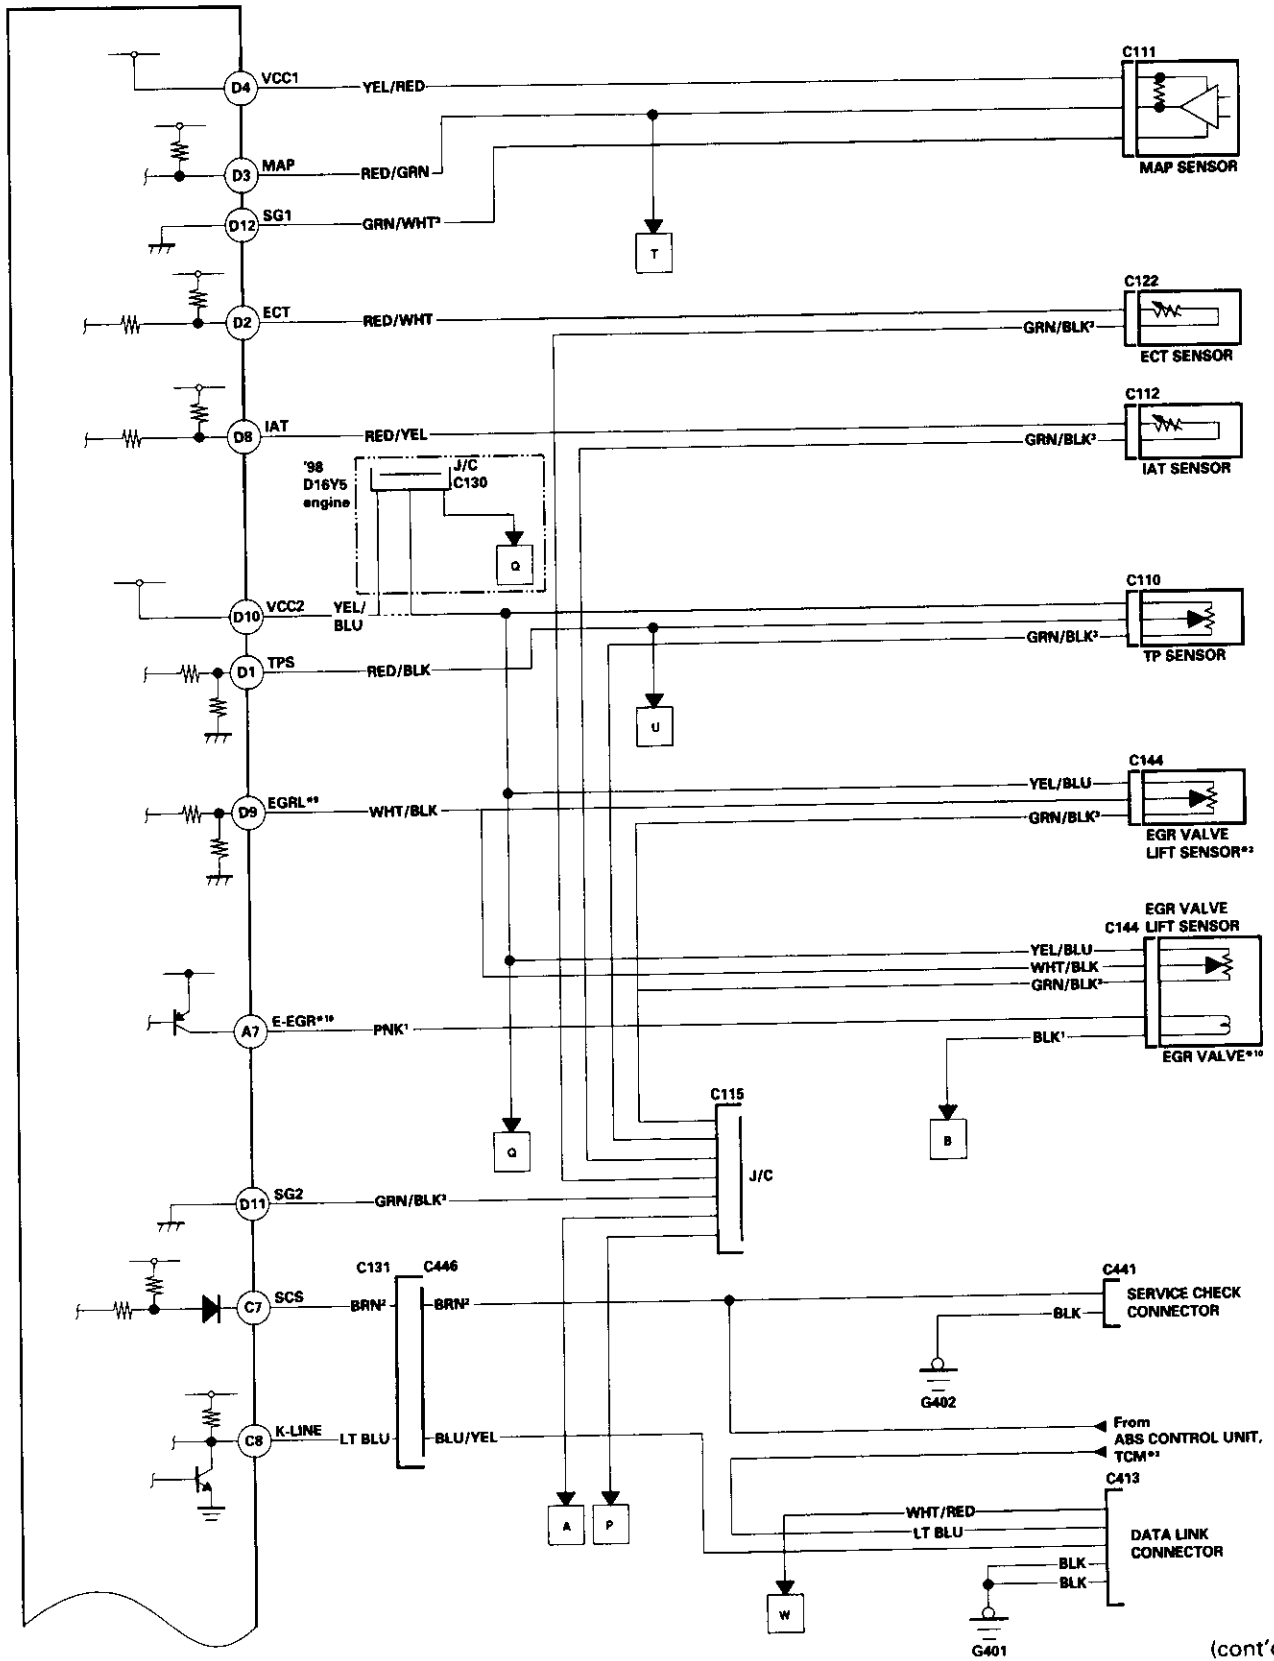 C111
D4 VCC1 YEL/RED
D3 MAP RED/GRN
MAP SENSOR
D12 SG1 GRN/WHT³
T
C122
D2 ECT RED/WHT
GRN/BLK³
ECT SENSOR
C112
D8 IAT RED/YEL
GRN/BLK³
IAT SENSOR
'98
D16Y5
engine
J/C
C130
Q
C110
D10 VCC2 YEL/
BLU
GRN/BLK³
TP SENSOR
D1 TPS RED/BLK
U
C144
YEL/BLU
D9 EGRL*⁹ WHT/BLK
GRN/BLK³
EGR VALVE
LIFT SENSOR*³
EGR VALVE
LIFT SENSOR
C144
YEL/BLU
WHT/BLK
GRN/BLK³
A7 E-EGR*¹⁰ PNK¹
BLK¹
EGR VALVE*¹⁰
C115
Q
B
J/C
D11 SG2 GRN/BLK³
C131 C446
C441
C7 SCS BRN² BRN²
SERVICE CHECK
CONNECTOR
BLK
G402
C8 K-LINE LT BLU BLU/YEL
From
ABS CONTROL UNIT,
TCM*³
C413
WHT/RED
LT BLU
A P
DATA LINK
CONNECTOR
BLK
BLK
W
G401
(cont'd